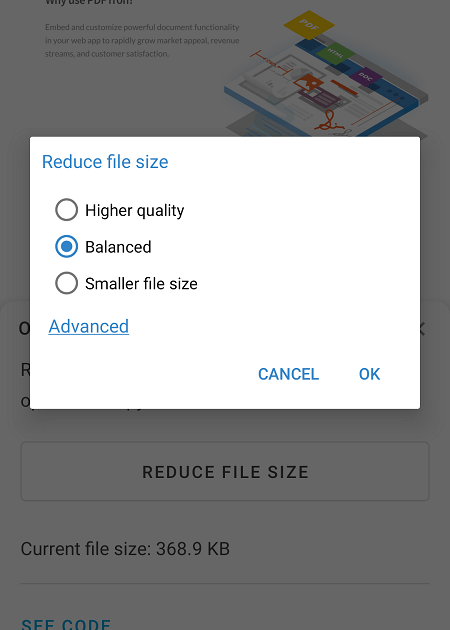 Why use PDFTron?
Embed and customize powerful document functionality
in your web app to rapidly grow market appeal, revenue
streams, and customer satisfaction.
PDF
HTML
DOC
Reduce file size
Higher quality
Balanced
Smaller file size
Advanced
CANCEL OK
REDUCE FILE SIZE
Current file size: 368.9 KB
SEE CODE